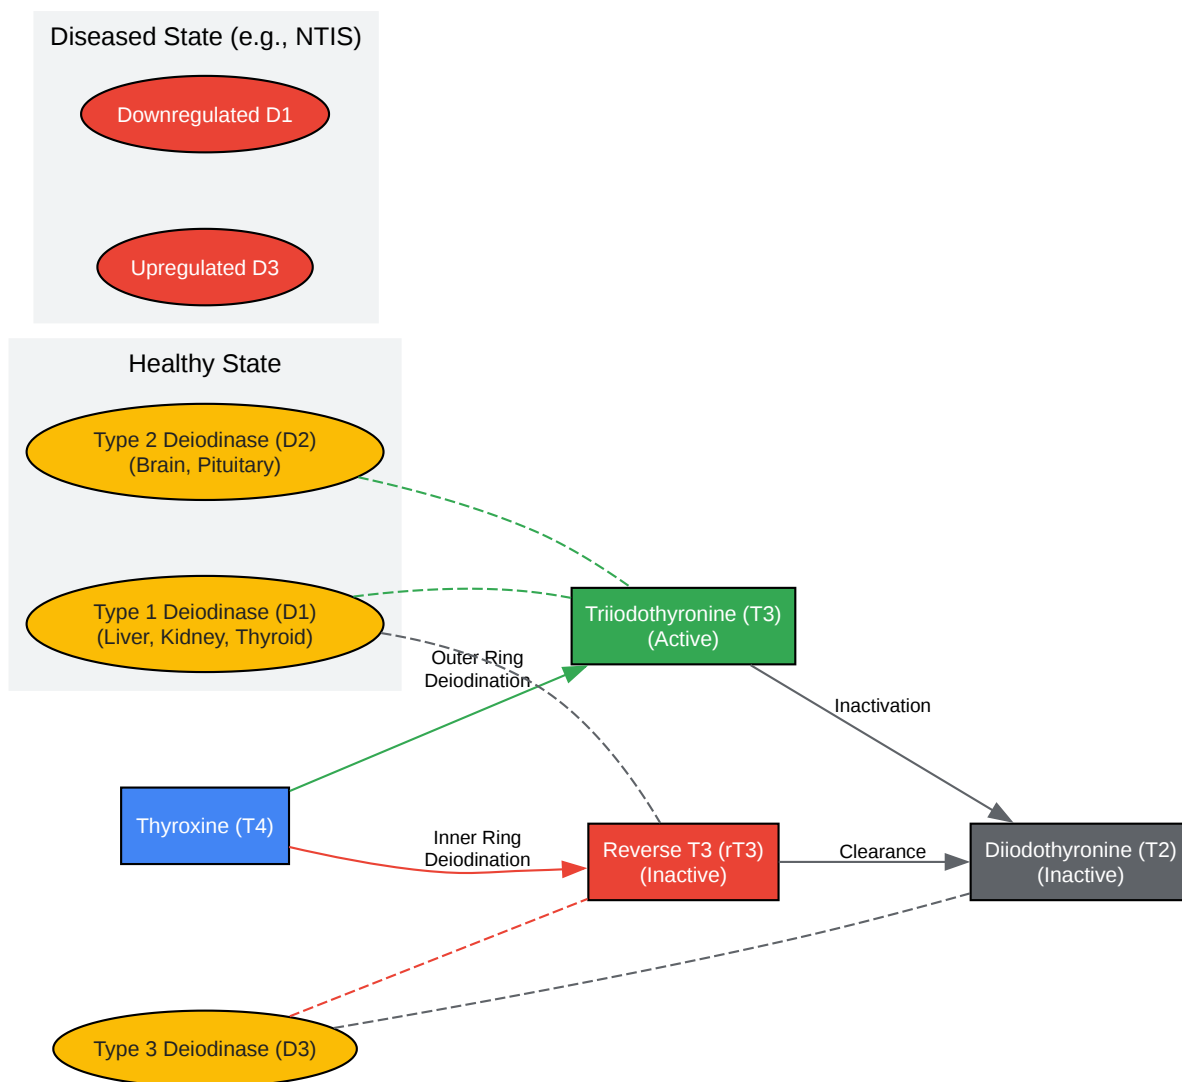 Diseased State (e.g., NTIS)
Downregulated D1
Upregulated D3
Healthy State
Type 2 Deiodinase (D2)
(Brain, Pituitary)
Type 1 Deiodinase (D1)
(Liver, Kidney, Thyroid)
Triiodothyronine (T3)
(Active)
Outer Ring
Deiodination
Inactivation
Thyroxine (T4)
Inner Ring
Deiodination
Reverse T3 (rT3)
(Inactive)
Clearance
Diiodothyronine (T2)
(Inactive)
Type 3 Deiodinase (D3)